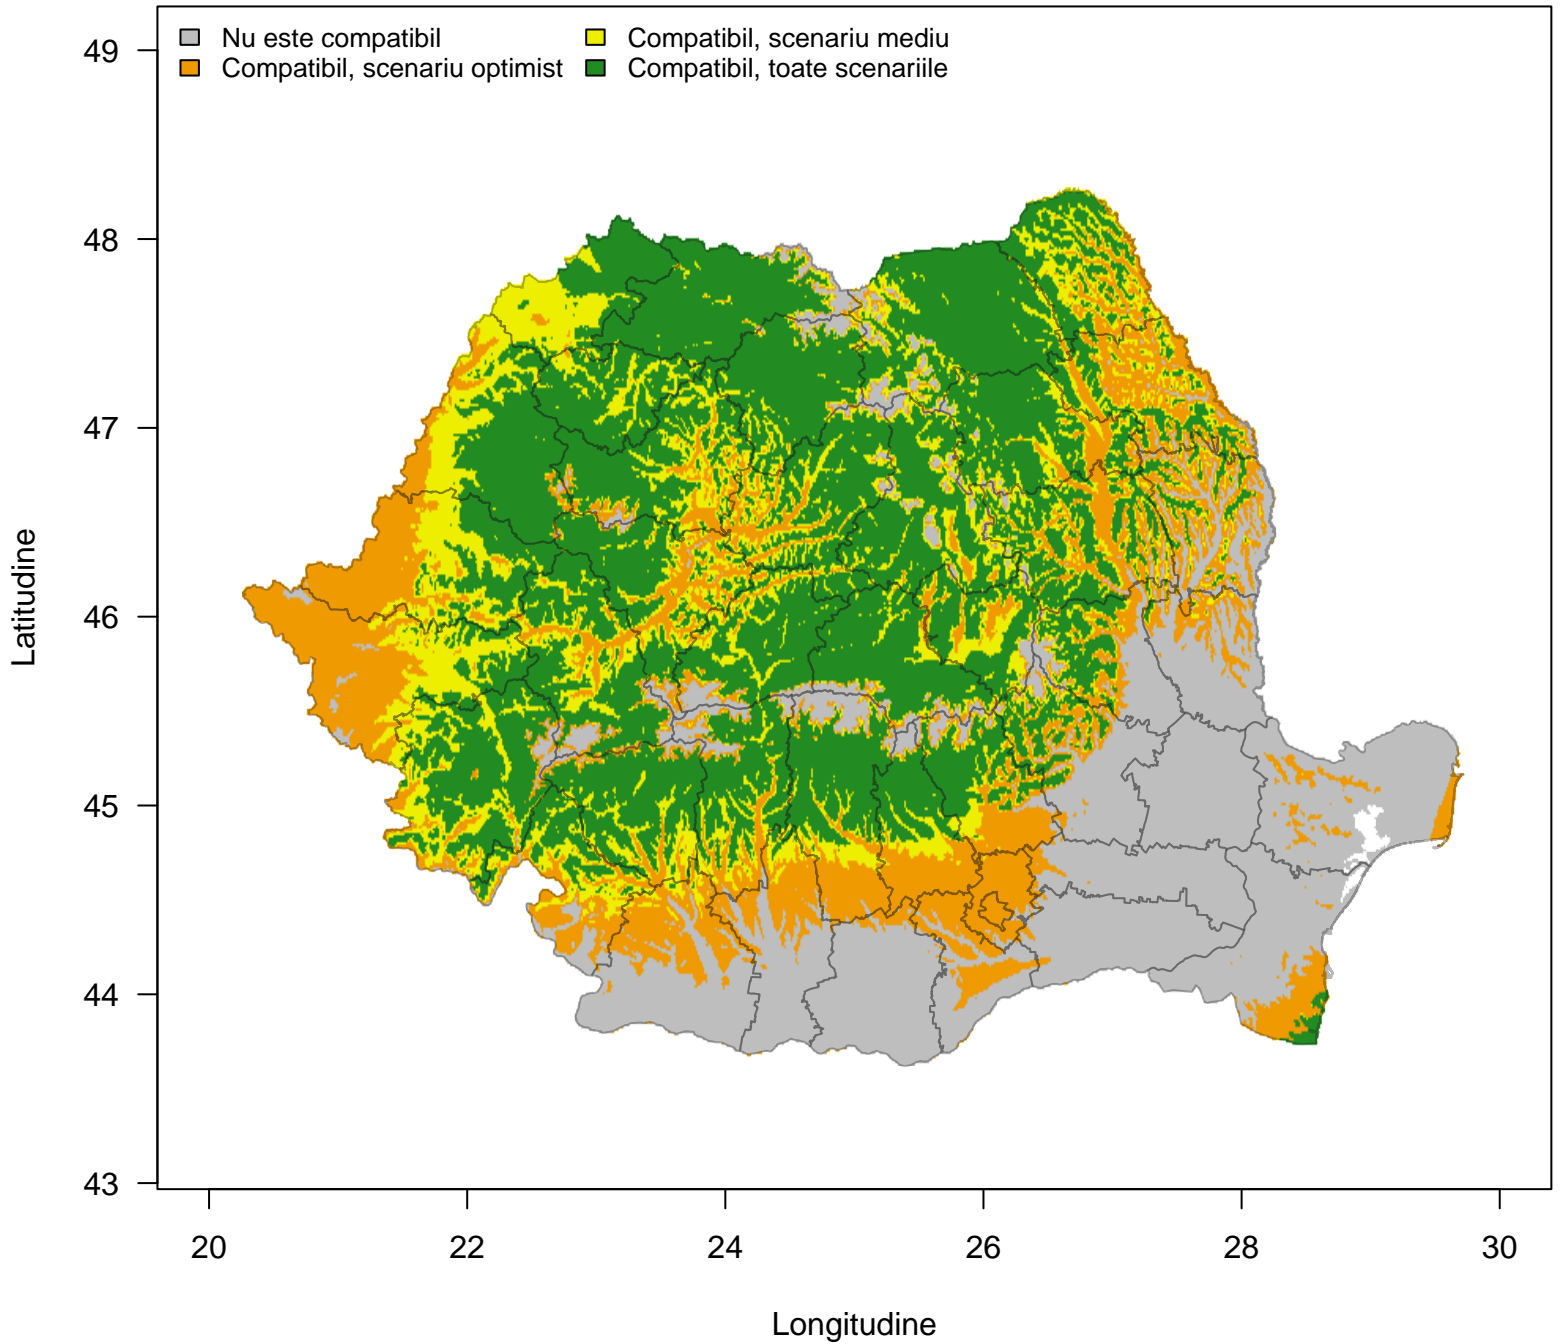 Nu este compatibil
Compatibil, scenariu optimist
Compatibil, scenariu mediu
Compatibil, toate scenariile
Latitudine
49
48
47
46
45
44
43
20
22
24
26
28
30
Longitudine